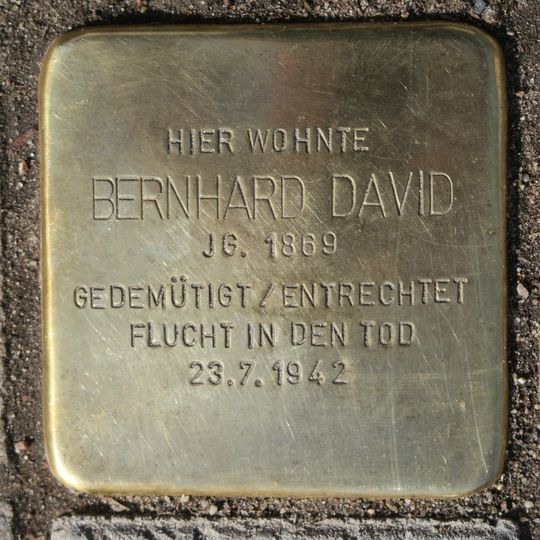 HIER WOHNTE
BERNHARD DAVID
JG. 1869
GEDEMÜTIGT / ENTRECHTET
FLUCHT IN DEN TOD
23.7.1942